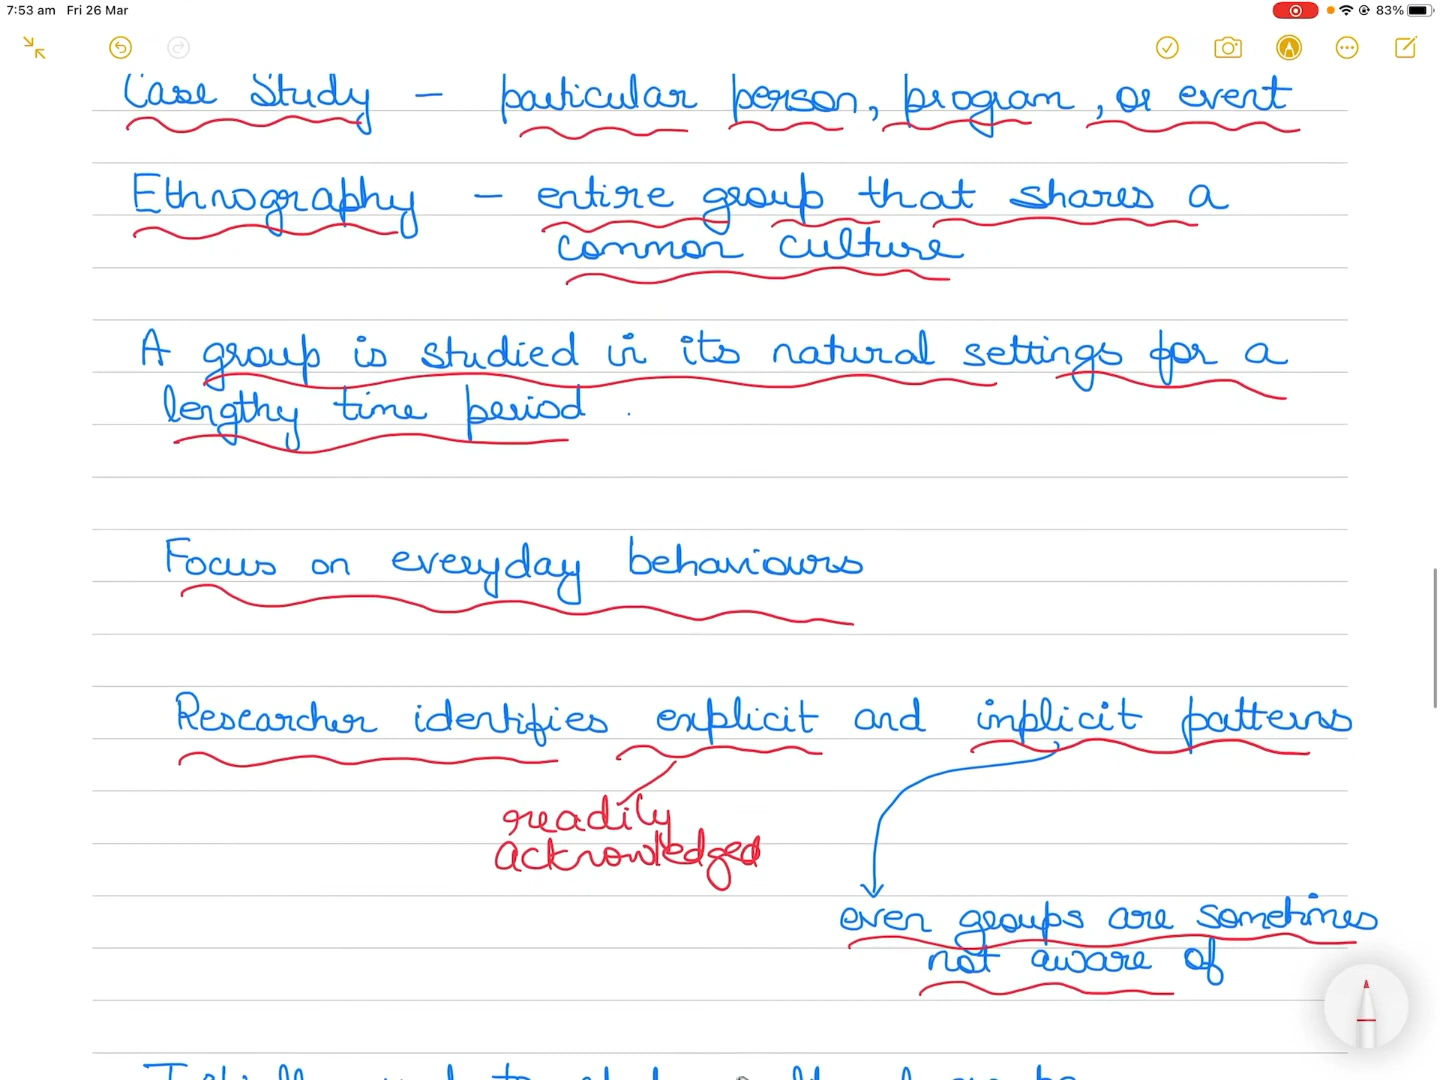 7:53 am Fri 26 Mar 83%
Case Study - particular person, program, or event
Ethnography - entire group that shares a
common culture
A group is studied in its natural settings for a
lengthy time period.
Focus on everyday behaviours
Researcher identifies explicit and implicit patterns
readily
acknowledged
even groups are sometimes
not aware of